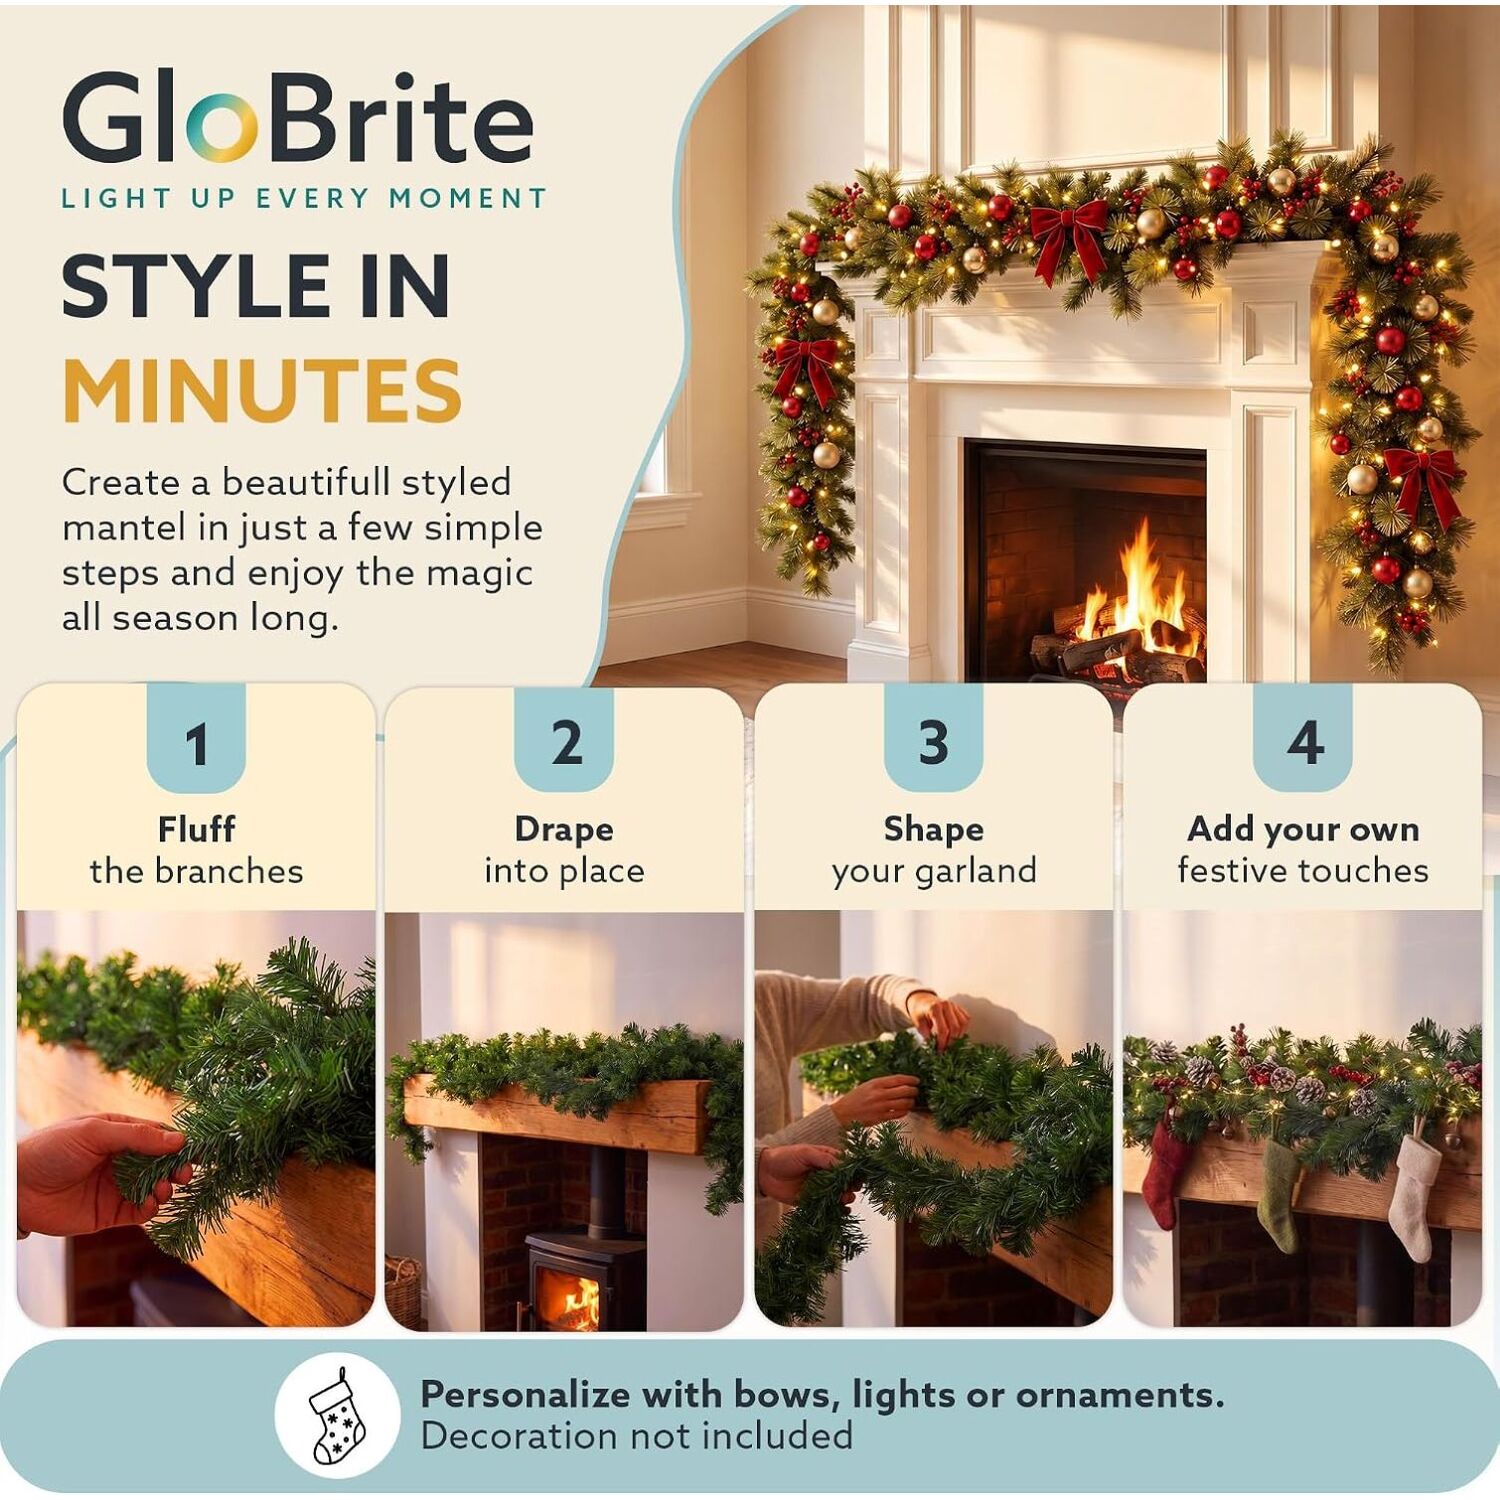 GloBrite
LIGHT UP EVERY MOMENT
STYLE IN
MINUTES
Create a beautifull styled
mantel in just a few simple
steps and enjoy the magic
all season long.
1
Fluff
the branches
2
Drape
into place
3
Shape
your garland
4
Add your own
festive touches
Personalize with bows, lights or ornaments.
Decoration not included